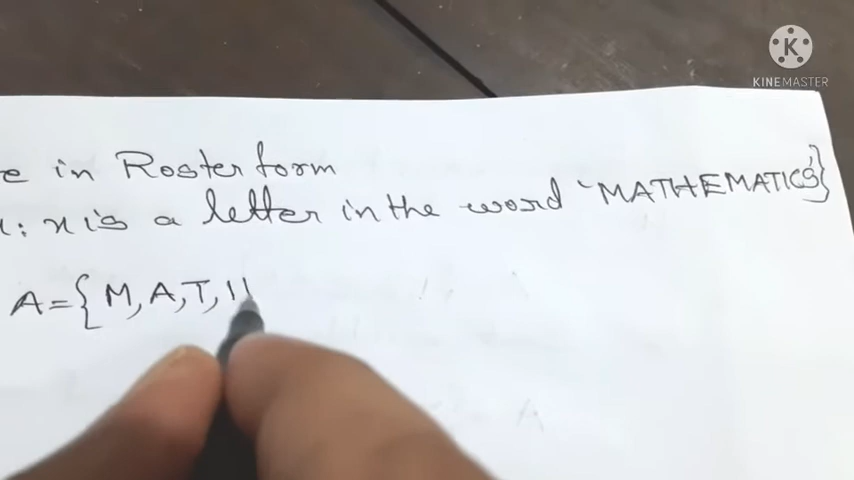 KINEMASTER
e in Roster form
x : x is a letter in the word 'MATHEMATICS'}
A = { M, A, T,